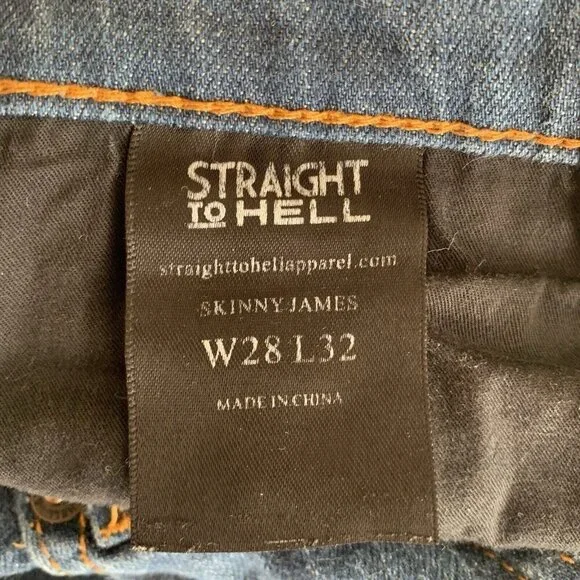 STRAIGHT
TO HELL
straighttohellapparel.com
SKINNY JAMES
W28 L32
MADE IN CHINA